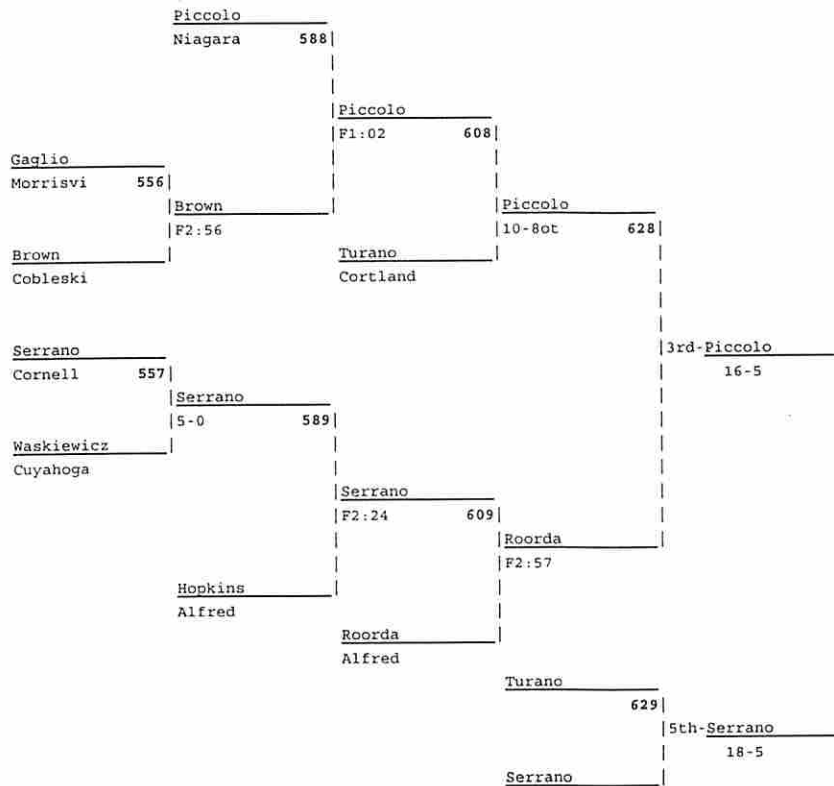 Piccolo
Niagara 588
Piccolo
F1:02 608
Gaglio
Morrisvi 556
Brown
F2:56
Piccolo
10-8ot 628
Brown
Cobleski
Turano
Cortland
Serrano
Cornell 557
3rd-Piccolo
16-5
Serrano
5-0 589
Waskiewicz
Cuyahoga
Serrano
F2:24 609
Roorda
F2:57
Hopkins
Alfred
Roorda
Alfred
Turano
629
5th-Serrano
18-5
Serrano